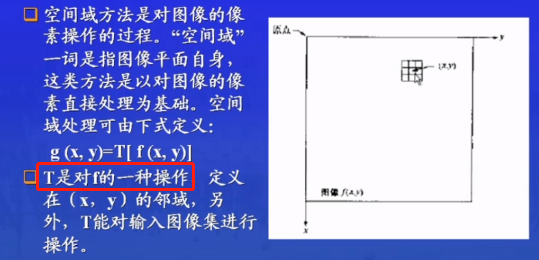 空间域方法是对图像的像
素操作的过程。“空间域”
一词是指图像平面自身，
这类方法是以对图像的像
素直接处理为基础。空间
域处理可由下式定义：
g (x, y)=T[ f (x, y)]
T是对f的一种操作 定义
在（x，y）的邻域，另
外，T能对输入图像集进行
操作。
原点
y
(x,y)
图像 f(x,y)
x